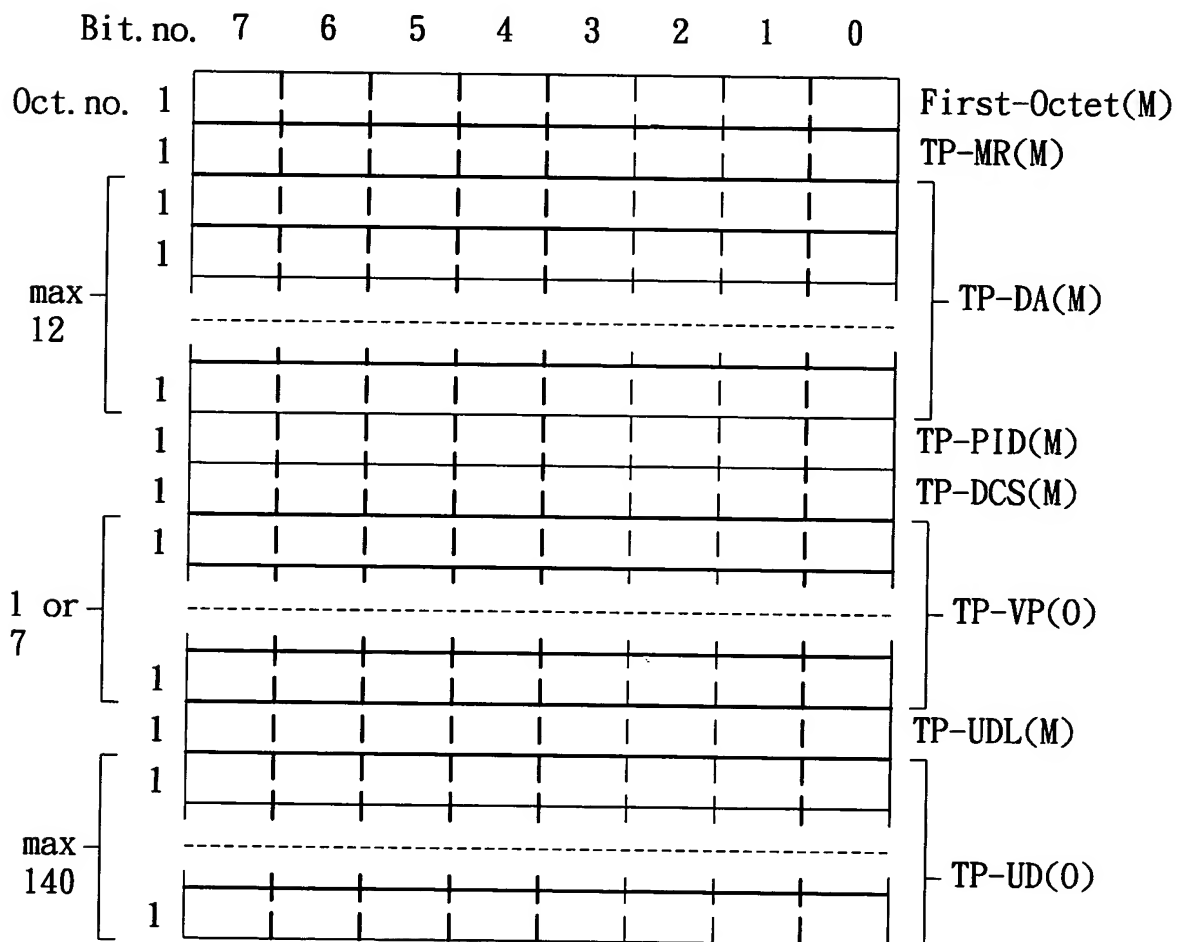 Bit.no. 7 6 5 4 3 2 1 0
Oct.no. 1 First-Octet(M)
1 TP-MR(M)
1
1
max
12
TP-DA(M)
1
1 TP-PID(M)
1 TP-DCS(M)
1
1 or
7
TP-VP(O)
1
1 TP-UDL(M)
1
max
140
TP-UD(O)
1